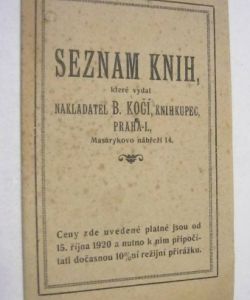 SEZNAM KNIH,
které vydal
NAKLADATEL B. KOČÍ, KNIHKUPEC,
PRAHA-I.,
Masarykovo nábřeží 14.
Ceny zde uvedené platné jsou od
15. října 1920 a nutno k nim připočí-
tati dočasnou 10%ní režijní přirážku.